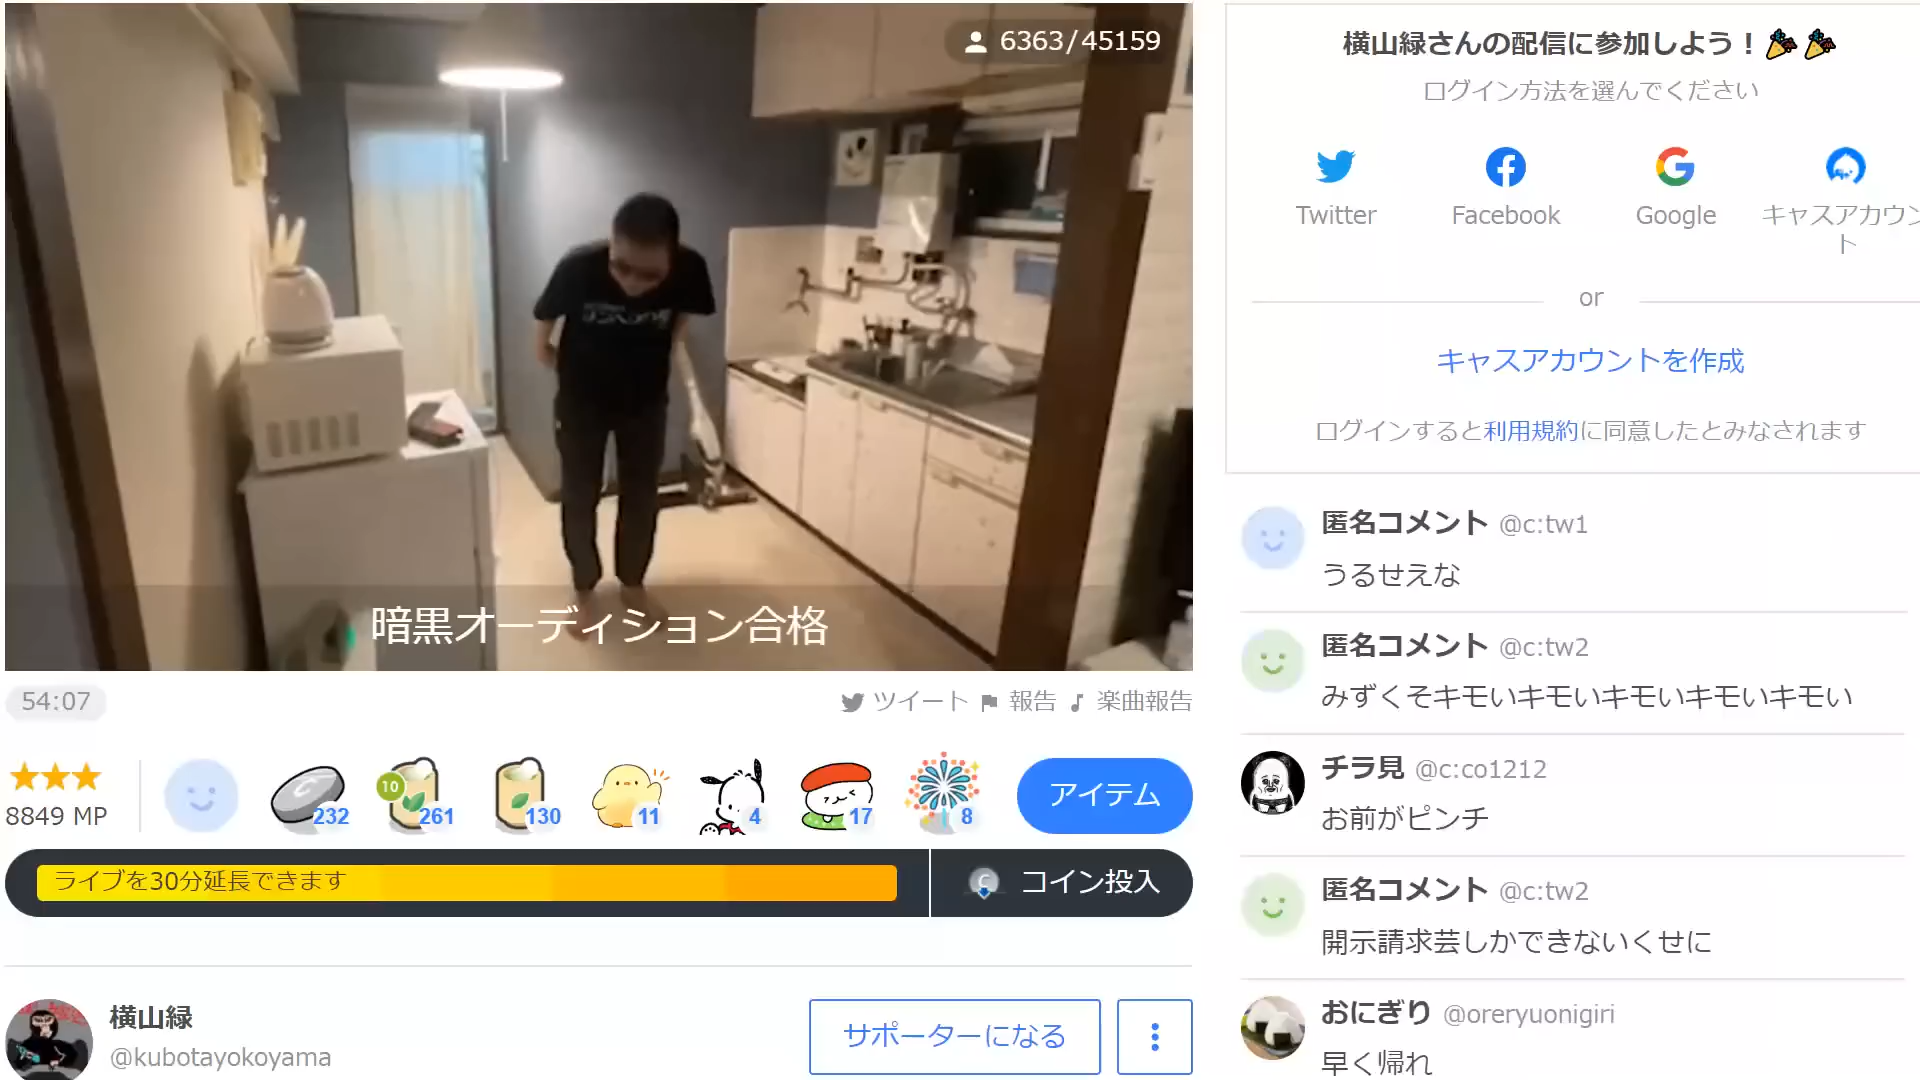 6363/45159
暗黒オーディション合格
54:07
ツイート 報告 楽曲報告
8849 MP
232
10
261
130
11
4
17
8
アイテム
ライブを30分延長できます
コイン投入
横山緑
@kubotayokoyama
サポーターになる
横山緑さんの配信に参加しよう!
ログイン方法を選んでください
Twitter
Facebook
Google
キャスアカウン
ト
or
キャスアカウントを作成
ログインすると利用規約に同意したとみなされます
匿名コメント @c:tw1
うるせえな
匿名コメント @c:tw2
みずくそキモいキモいキモいキモいキモい
チラ見 @c:co1212
お前がピンチ
匿名コメント @c:tw2
開示請求芸しかできないくせに
おにぎり @oreryuonigiri
早く帰れ